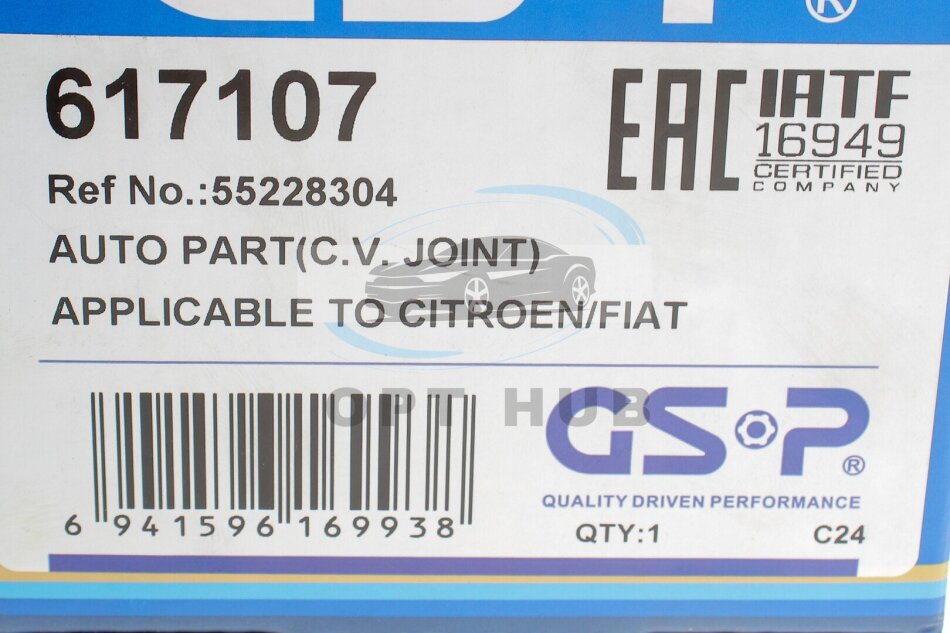 GSP®
617107
EAC
IATF
16949
CERTIFIED
COMPANY
Ref No.:55228304
AUTO PART(C.V. JOINT)
APPLICABLE TO CITROEN/FIAT
OPT HUB
6 941596 169938
GSP®
QUALITY DRIVEN PERFORMANCE
QTY:1
C24